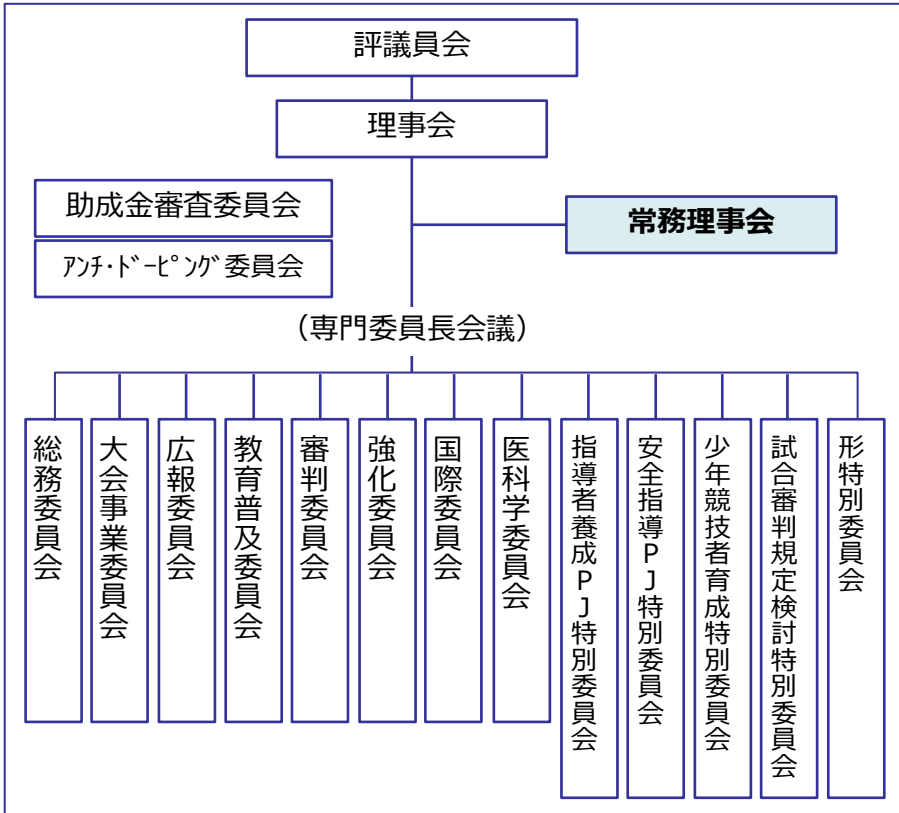 評議員会
理事会
助成金審査委員会
常務理事会
ｱﾝﾁ･ﾄﾞｰﾋﾟﾝｸﾞ委員会
（専門委員長会議）
総務委員会
大会事業委員会
広報委員会
教育普及委員会
審判委員会
強化委員会
国際委員会
医科学委員会
指導者養成ＰＪ特別委員会
安全指導ＰＪ特別委員会
少年競技者育成特別委員会
試合審判規定検討特別委員会
形特別委員会